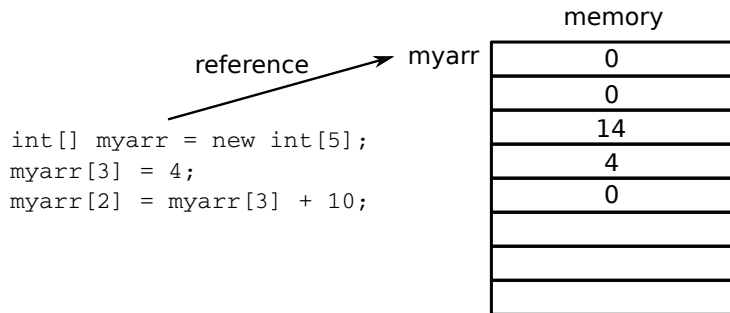 memory
reference
myarr
0
0
14
4
0
int[] myarr = new int[5];
myarr[3] = 4;
myarr[2] = myarr[3] + 10;